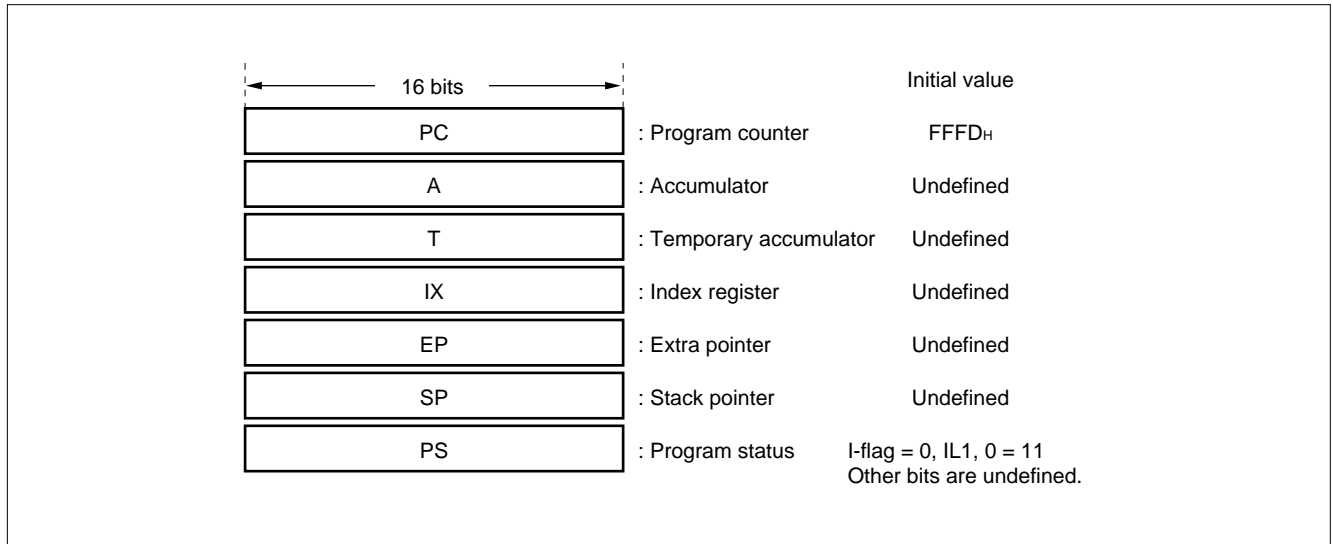 16 bits Initial value
PC : Program counter FFFDH
A : Accumulator Undefined
T : Temporary accumulator Undefined
IX : Index register Undefined
EP : Extra pointer Undefined
SP : Stack pointer Undefined
PS : Program status I-flag = 0, IL1, 0 = 11
Other bits are undefined.